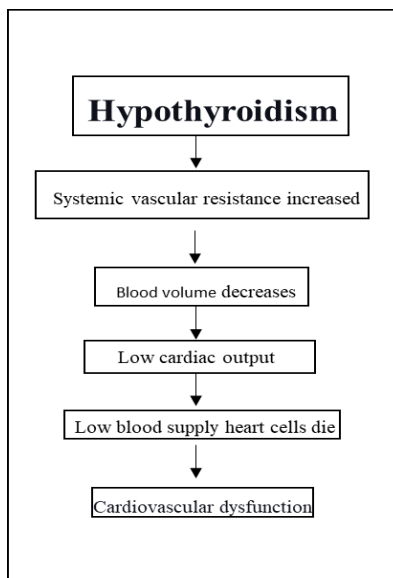 Hypothyroidism
Systemic vascular resistance increased
Blood volume decreases
Low cardiac output
Low blood supply heart cells die
Cardiovascular dysfunction